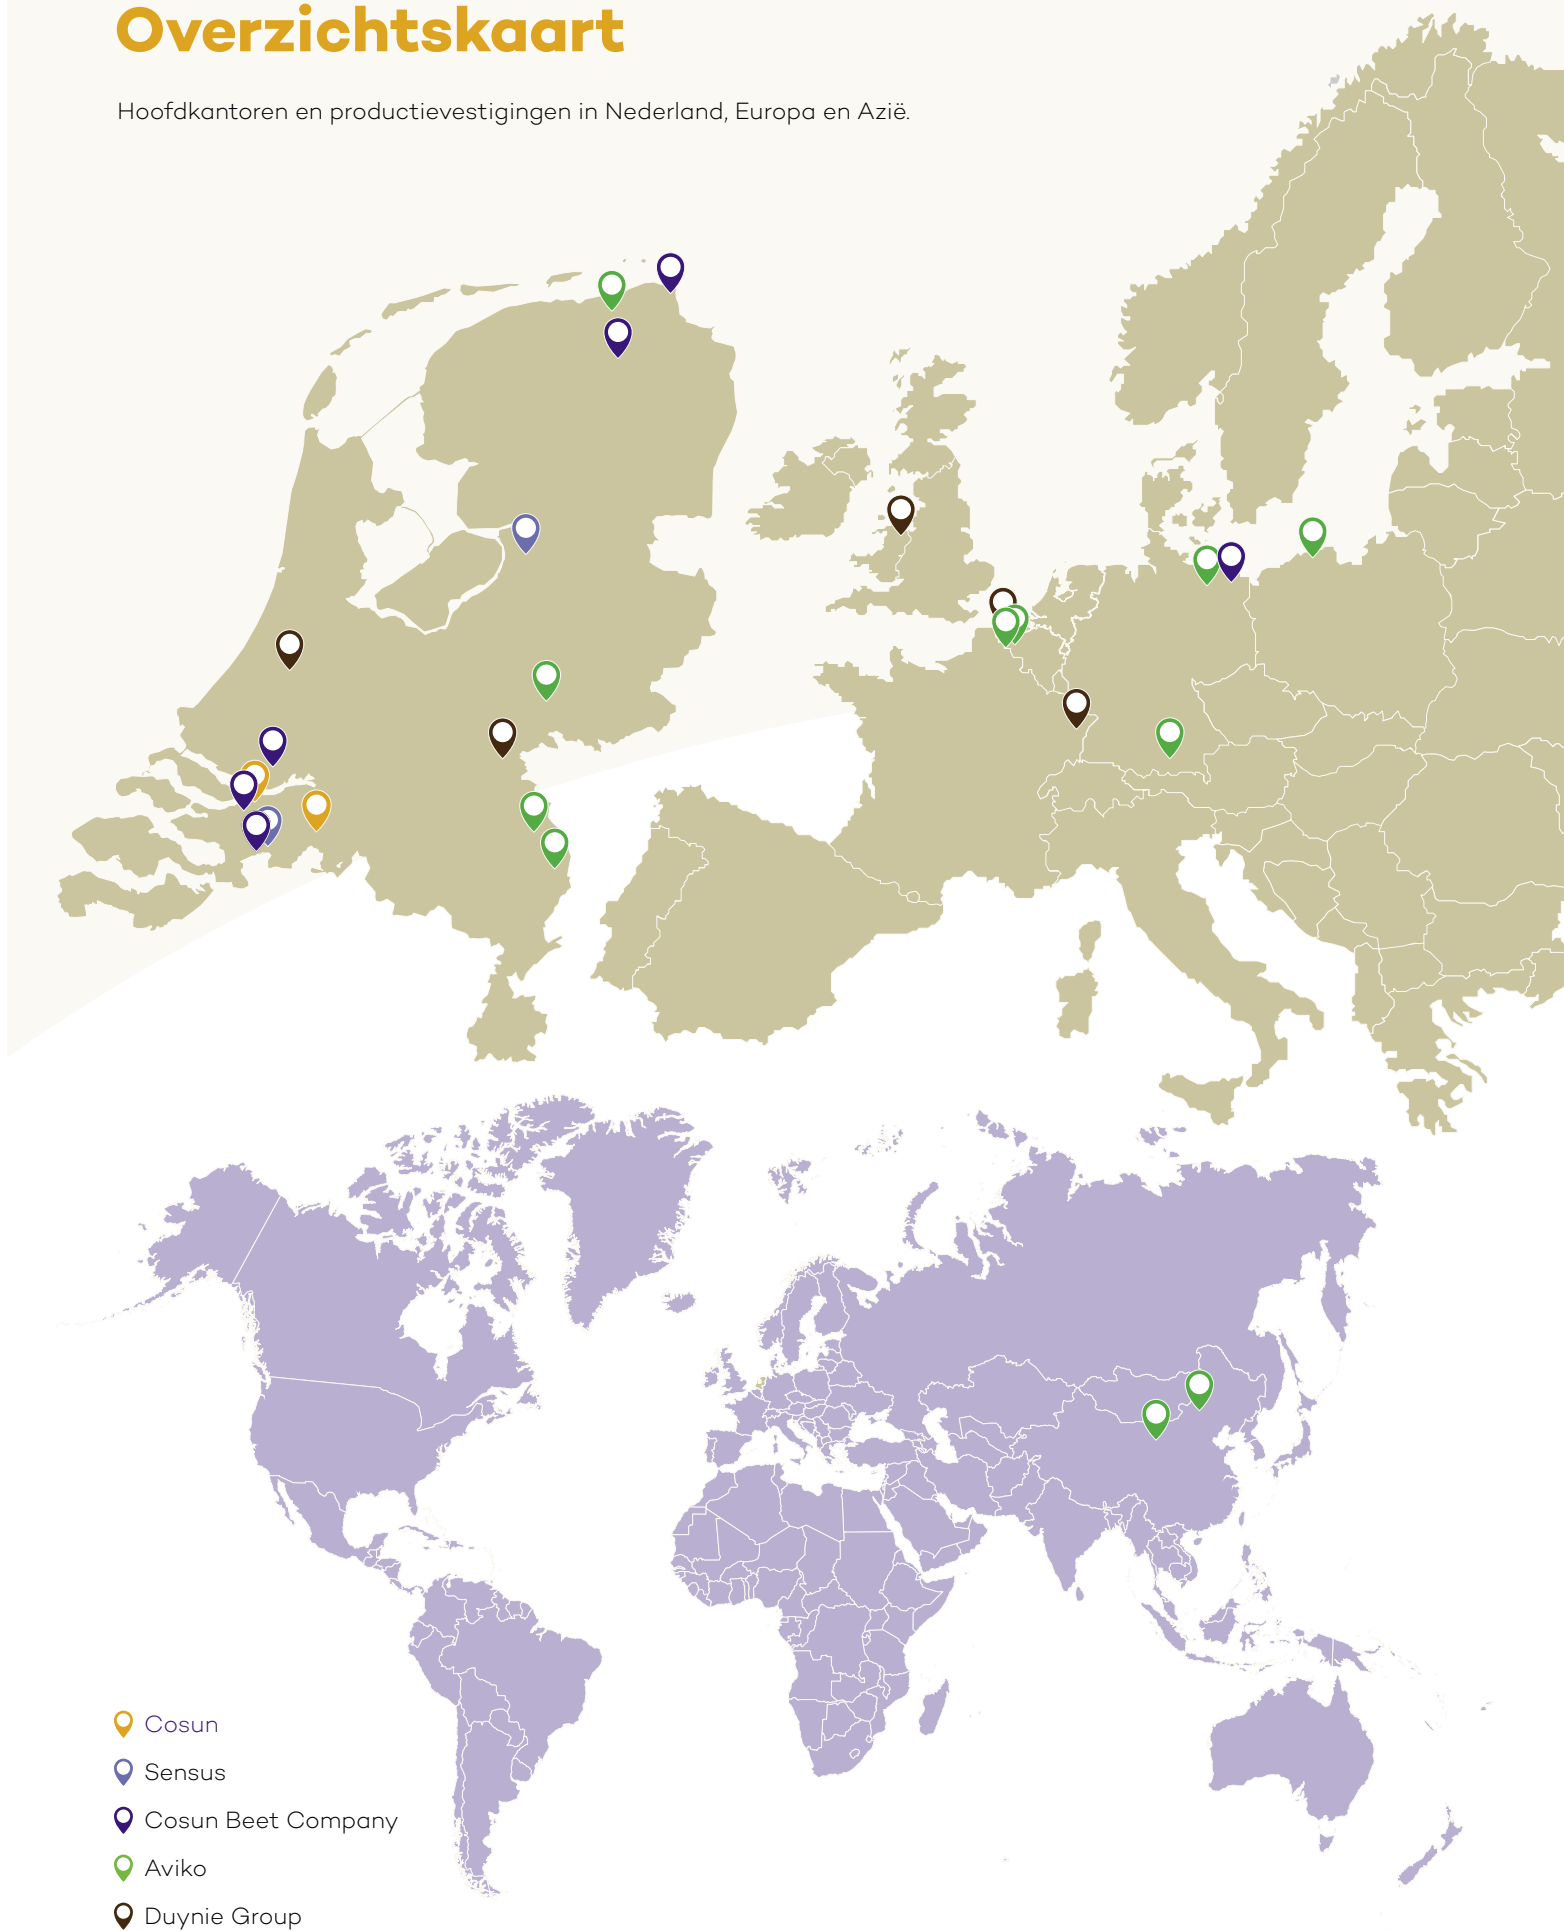 Overzichtskaart
Hoofdkantoren en productievestigingen in Nederland, Europa en Azië.
Cosun
Sensus
Cosun Beet Company
Aviko
Duynie Group